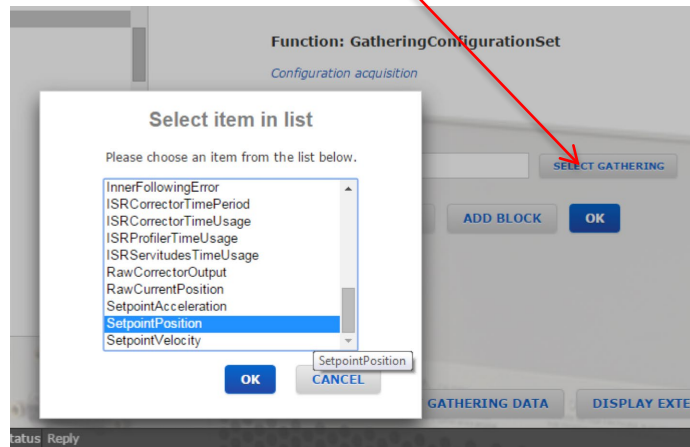 Function: GatheringConfigurationSet
Configuration acquisition
Select item in list
Please choose an item from the list below.
SELECT GATHERING
InnerFollowingError
ISRCorrectorTimePeriod
ISRCorrectorTimeUsage
ISRProfilerTimeUsage
ISRServitudesTimeUsage
RawCorrectorOutput
RawCurrentPosition
SetpointAcceleration
SetpointPosition
SetpointVelocity
ADD BLOCK OK
SetpointPosition
OK CANCEL
GATHERING DATA DISPLAY EXTE
tatus Reply